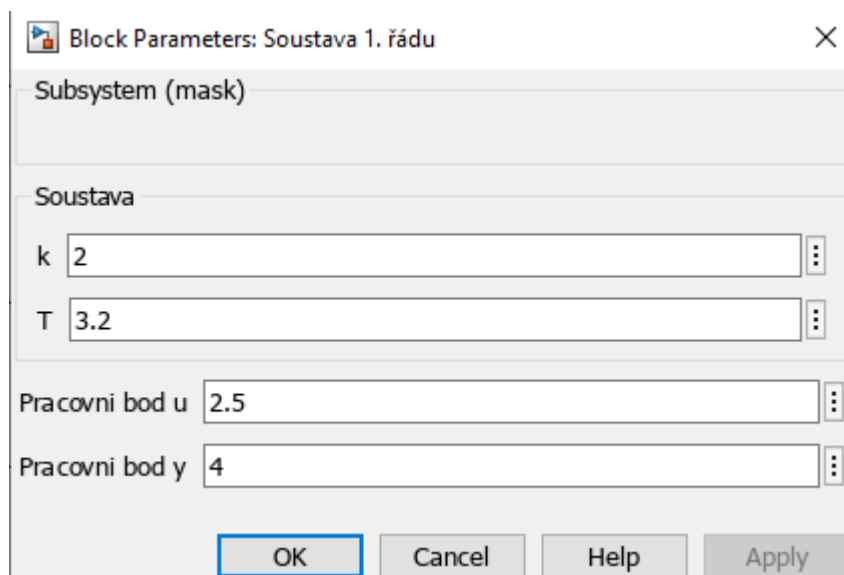 Block Parameters: Soustava 1. řádu
Subsystem (mask)
Soustava
k 2
T 3.2
Pracovni bod u 2.5
Pracovni bod y 4
OK Cancel Help Apply